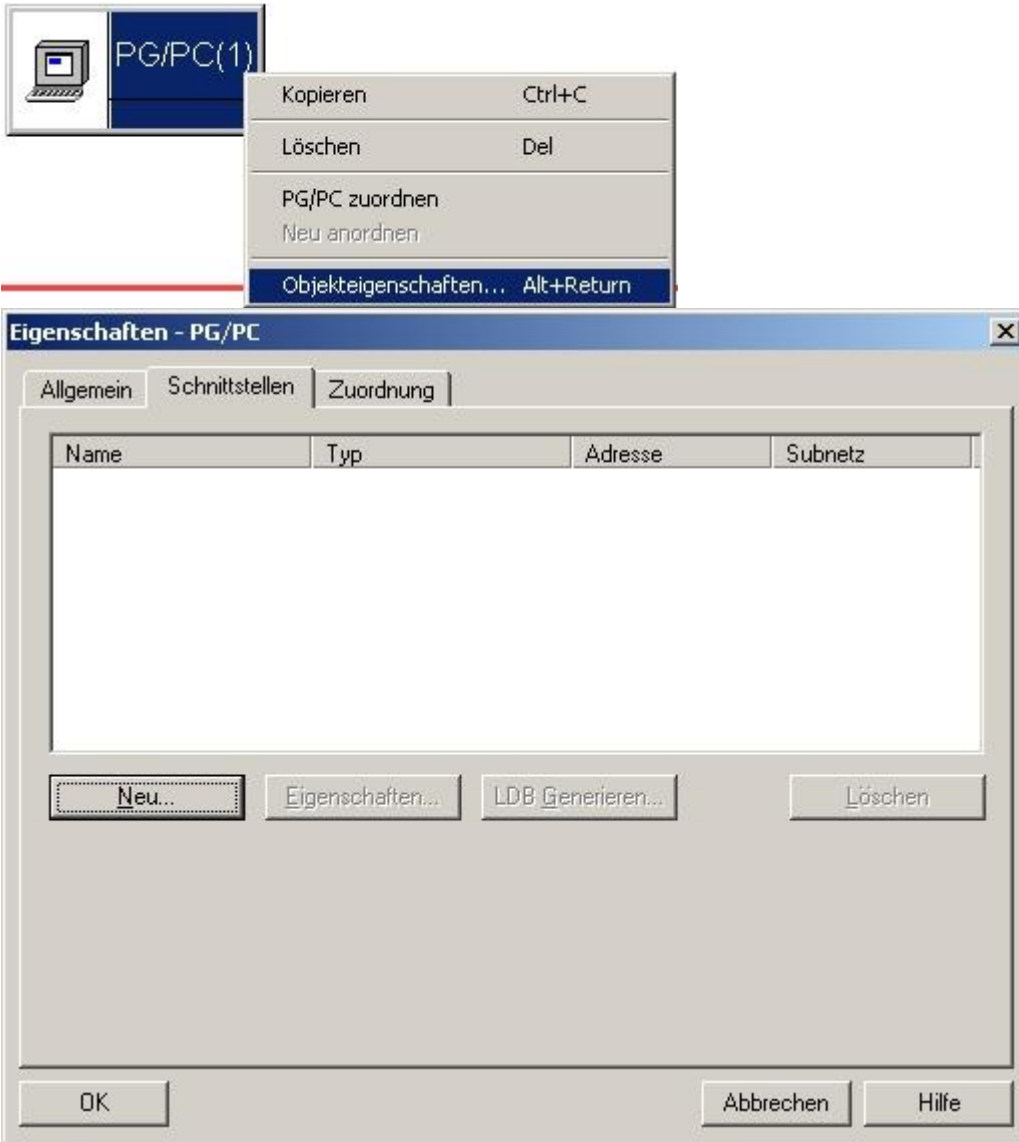 PG/PC(1)
Kopieren Ctrl+C
Löschen Del
PG/PC zuordnen
Neu anordnen
Objekteigenschaften... Alt+Return
Eigenschaften - PG/PC
Allgemein Schnittstellen Zuordnung
Name Typ Adresse Subnetz
Neu... Eigenschaften... LDB Generieren... Löschen
OK Abbrechen Hilfe